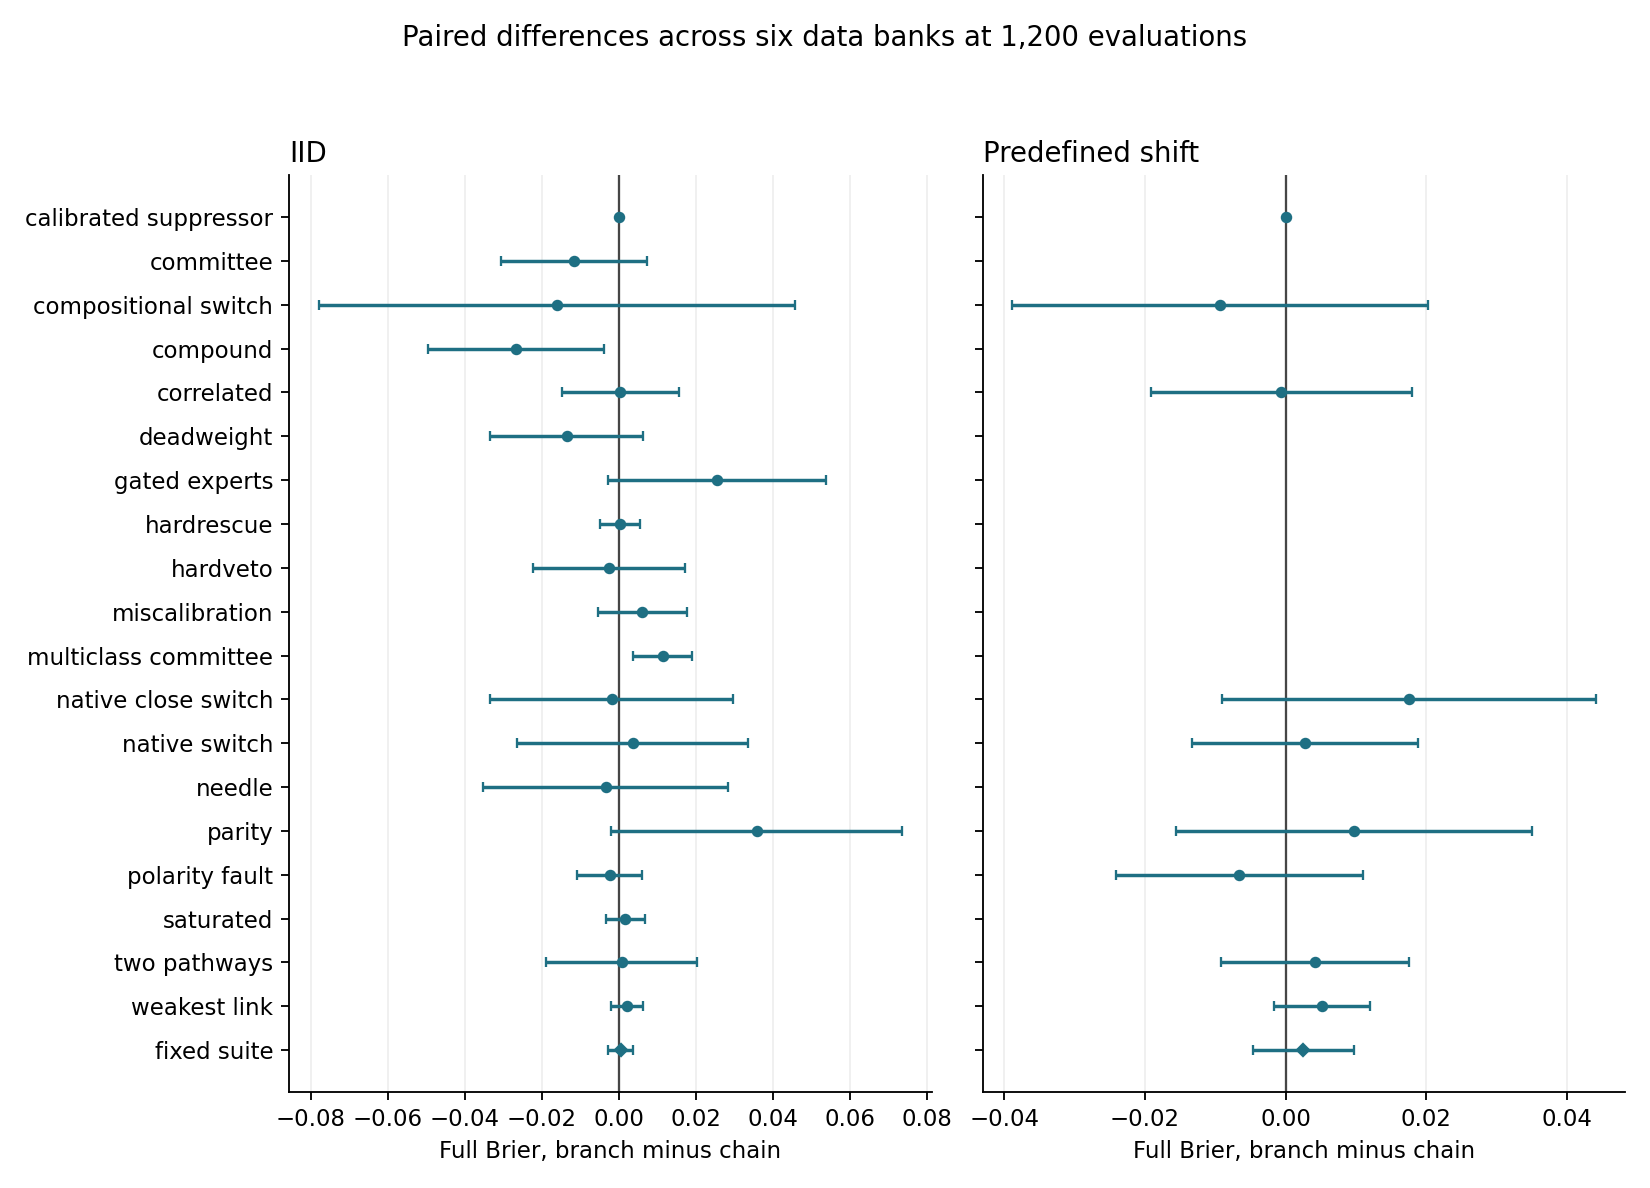 Paired differences across six data banks at 1,200 evaluations
IID
Predefined shift
calibrated suppressor
committee
compositional switch
compound
correlated
deadweight
gated experts
hardrescue
hardveto
miscalibration
multiclass committee
native close switch
native switch
needle
parity
polarity fault
saturated
two pathways
weakest link
fixed suite
−0.08 −0.06 −0.04 −0.02 0.00 0.02 0.04 0.06 0.08
−0.04 −0.02 0.00 0.02 0.04
Full Brier, branch minus chain
Full Brier, branch minus chain